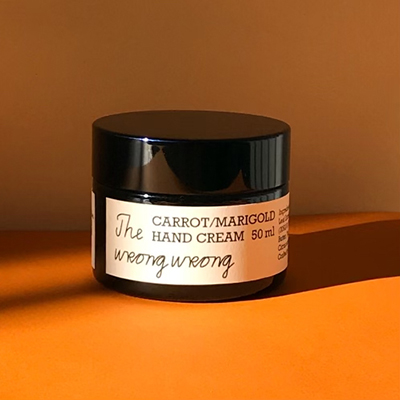 The
CARROT/MARIGOLD
HAND CREAM 50 ml
wrong wrong